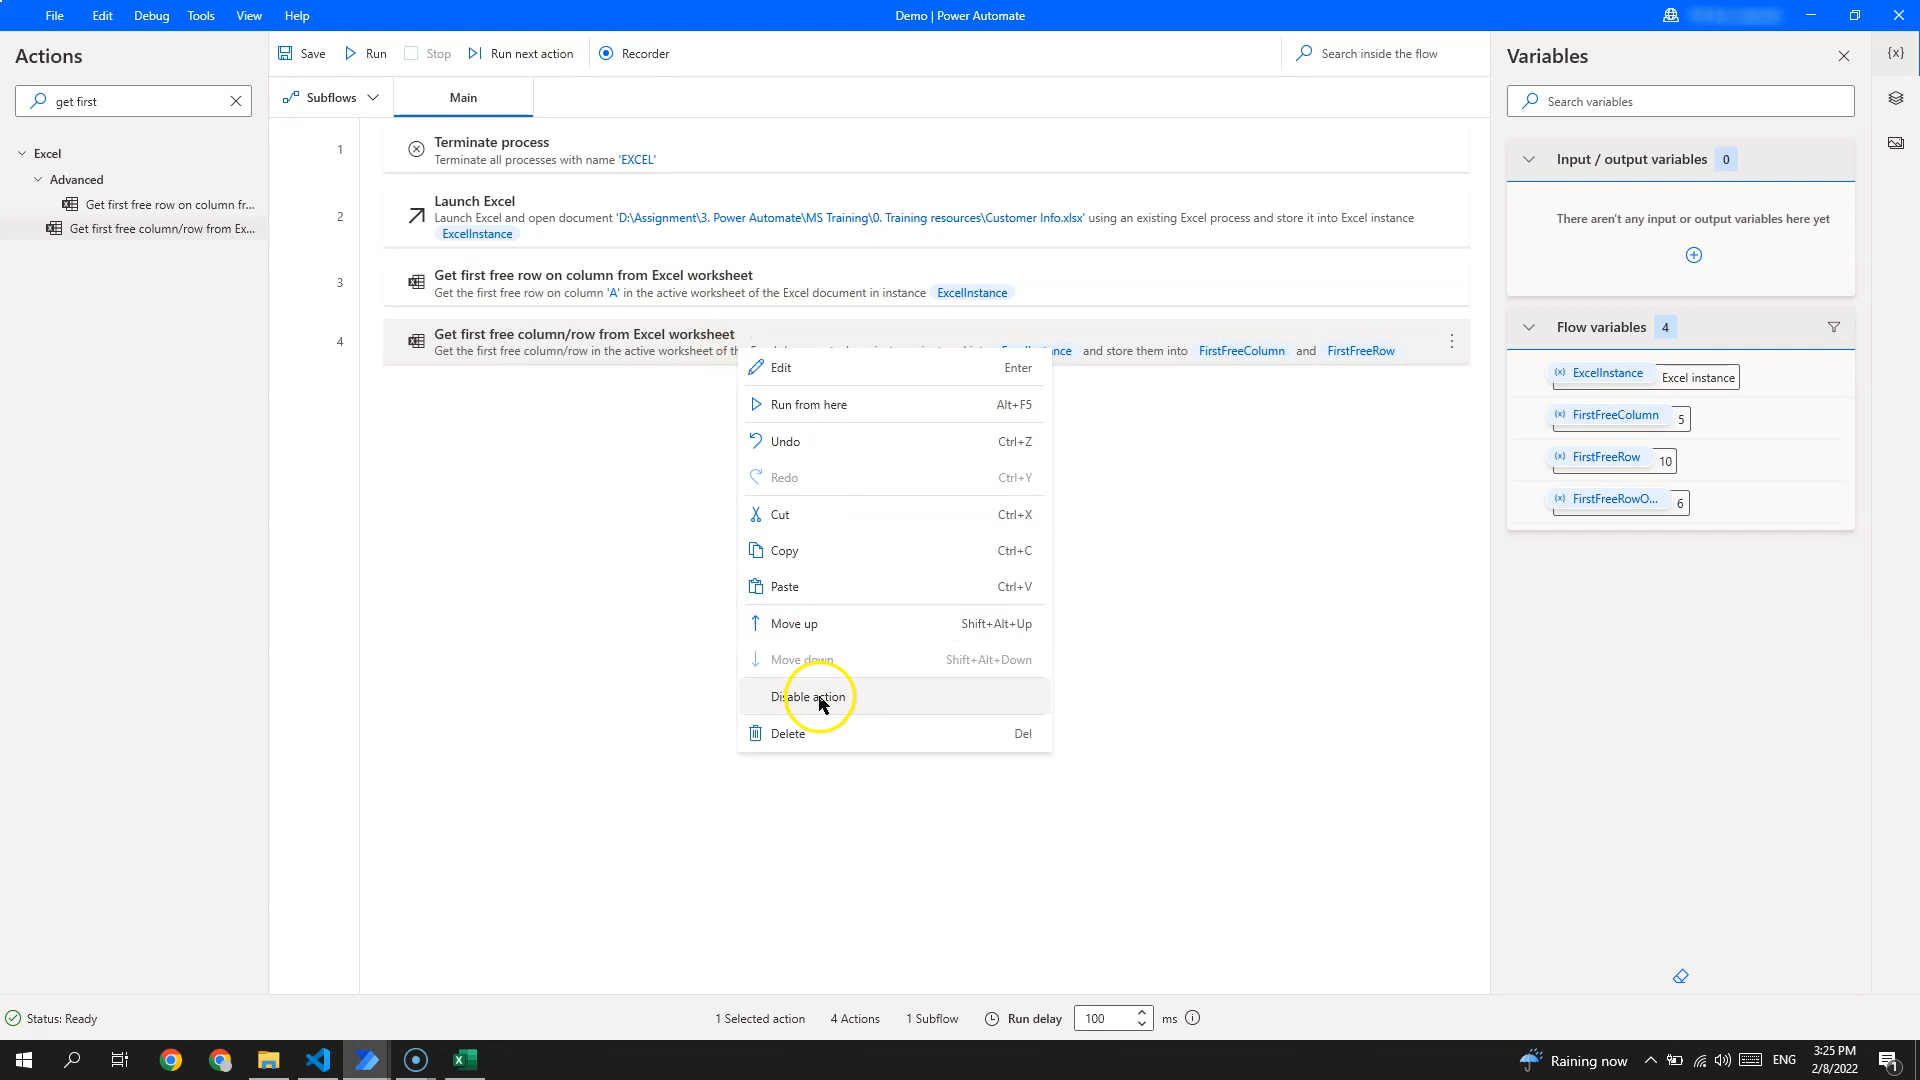 File Edit Debug Tools View Help
Demo | Power Automate
Actions
get first
Excel
Advanced
Get first free row on column fr...
Get first free column/row from Ex...
Save Run Stop Run next action Recorder
Search inside the flow
Subflows Main
1
Terminate process
Terminate all processes with name 'EXCEL'
2
Launch Excel
Launch Excel and open document 'D:\Assignment\3. Power Automate\MS Training\0. Training resources\Customer Info.xlsx' using an existing Excel process and store it into Excel instance
ExcelInstance
3
Get first free row on column from Excel worksheet
Get the first free row on column 'A' in the active worksheet of the Excel document in instance ExcelInstance
4
Get first free column/row from Excel worksheet
Get the first free column/row in the active worksheet of th and store them into FirstFreeColumn and FirstFreeRow
Edit Enter
Run from here Alt+F5
Undo Ctrl+Z
Redo Ctrl+Y
Cut Ctrl+X
Copy Ctrl+C
Paste Ctrl+V
Move up Shift+Alt+Up
Move down Shift+Alt+Down
Disable action
Delete Del
Variables
{x}
Search variables
Input / output variables 0
There aren't any input or output variables here yet
Flow variables 4
(x) ExcelInstance Excel instance
(x) FirstFreeColumn 5
(x) FirstFreeRow 10
(x) FirstFreeRowO... 6
Status: Ready
1 Selected action 4 Actions 1 Subflow Run delay 100 ms
Raining now
ENG
3:25 PM
2/8/2022
1